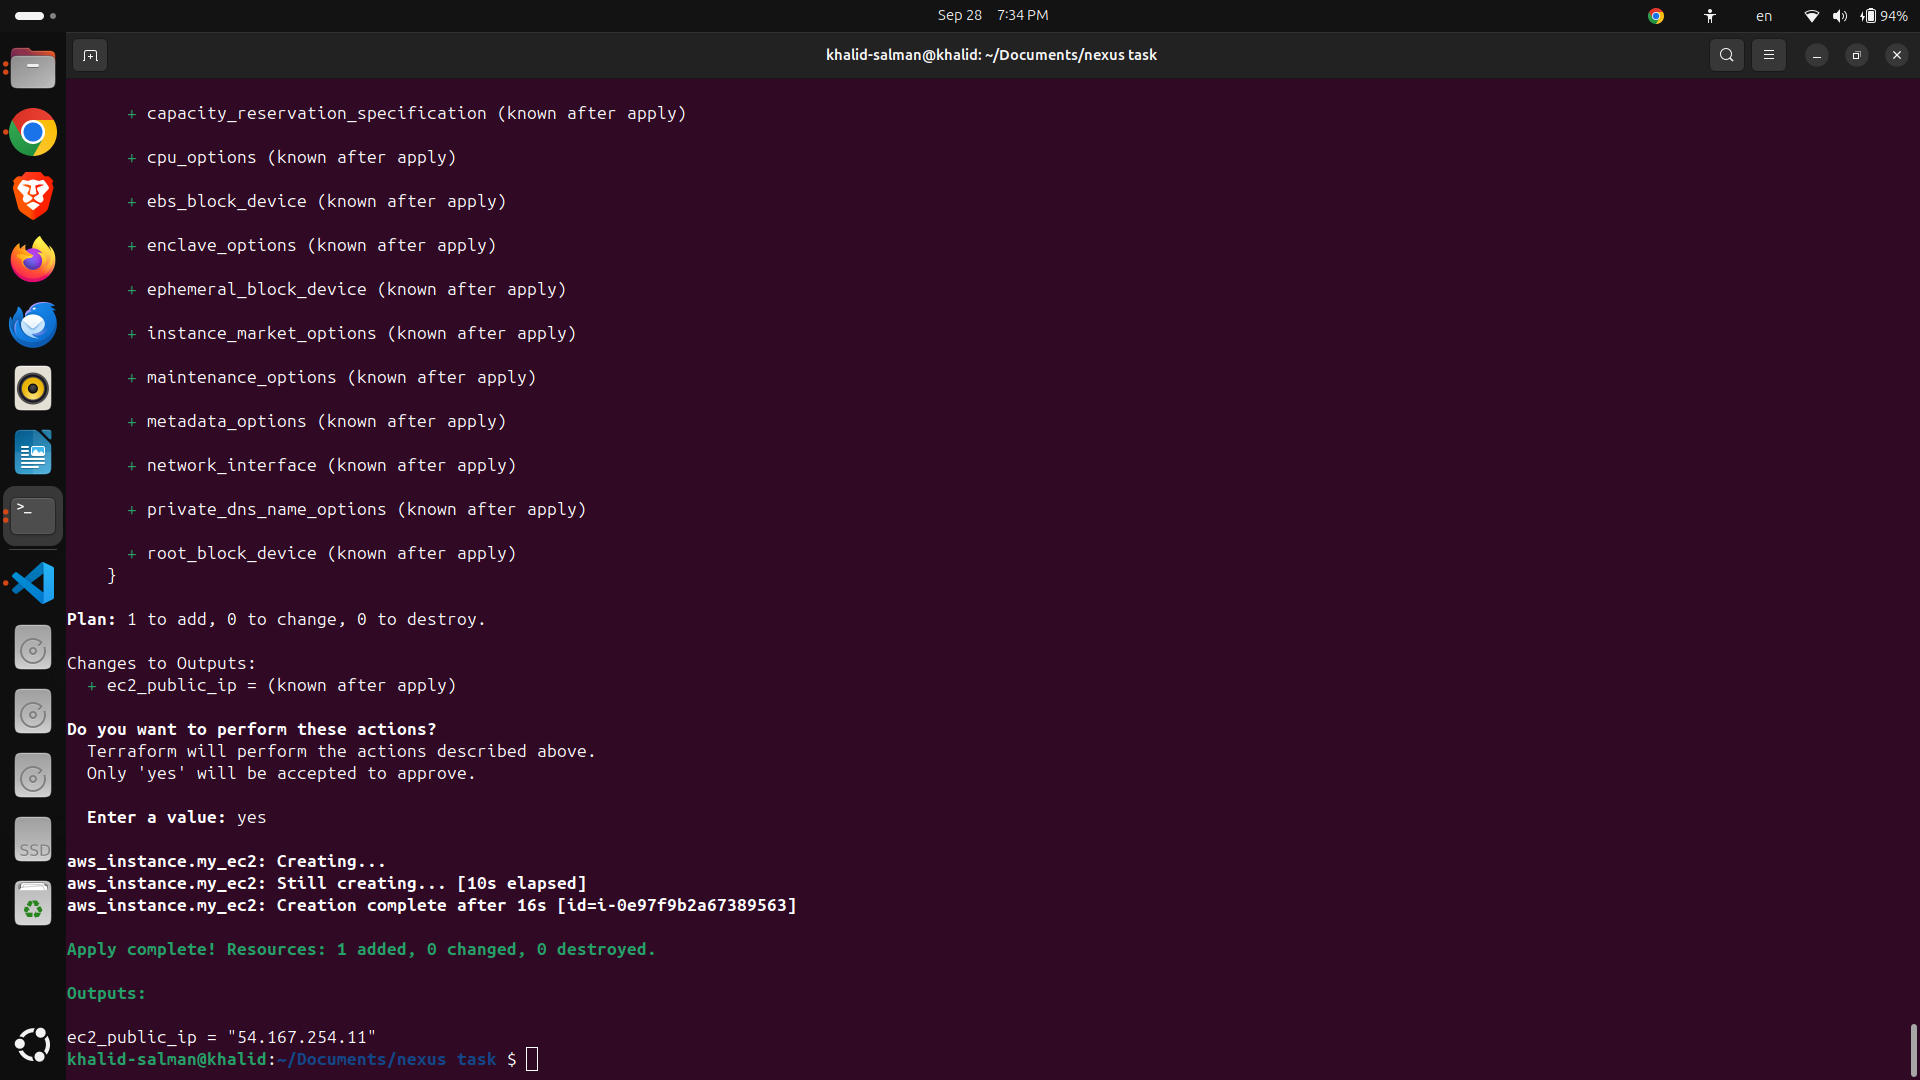 Sep 28 7:34 PM
en
94%
khalid-salman@khalid: ~/Documents/nexus task
+ capacity_reservation_specification (known after apply)
+ cpu_options (known after apply)
+ ebs_block_device (known after apply)
+ enclave_options (known after apply)
+ ephemeral_block_device (known after apply)
+ instance_market_options (known after apply)
+ maintenance_options (known after apply)
+ metadata_options (known after apply)
+ network_interface (known after apply)
+ private_dns_name_options (known after apply)
+ root_block_device (known after apply)
}
Plan: 1 to add, 0 to change, 0 to destroy.
Changes to Outputs:
+ ec2_public_ip = (known after apply)
Do you want to perform these actions?
Terraform will perform the actions described above.
Only 'yes' will be accepted to approve.
Enter a value: yes
aws_instance.my_ec2: Creating...
aws_instance.my_ec2: Still creating... [10s elapsed]
aws_instance.my_ec2: Creation complete after 16s [id=i-0e97f9b2a67389563]
Apply complete! Resources: 1 added, 0 changed, 0 destroyed.
Outputs:
ec2_public_ip = "54.167.254.11"
khalid-salman@khalid:~/Documents/nexus task $
>_
SSD